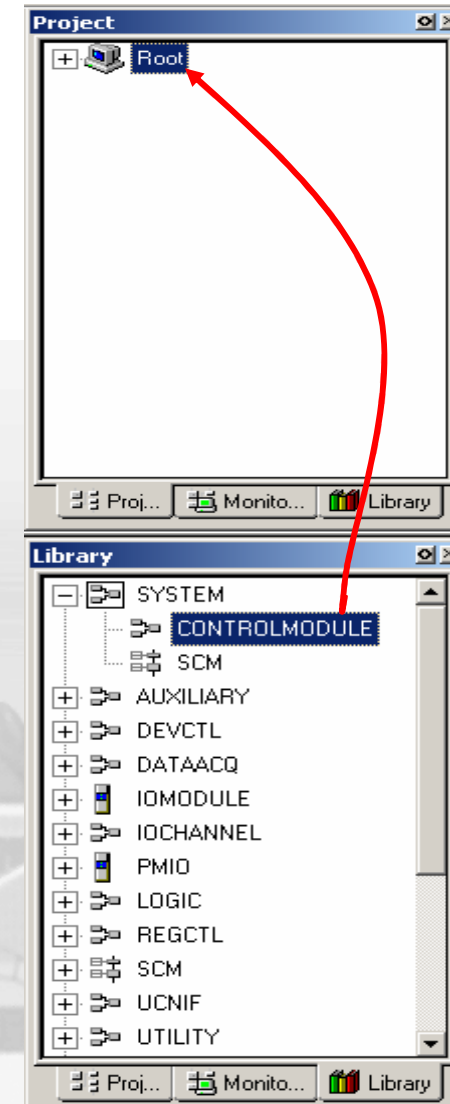 Project
Root
Proj... Monito... Library
Library
SYSTEM
CONTROLMODULE
SCM
AUXILIARY
DEVCTL
DATAACQ
IOMODULE
IOCHANNEL
PMIO
LOGIC
REGCTL
SCM
UCNIF
UTILITY
Proj... Monito... Library